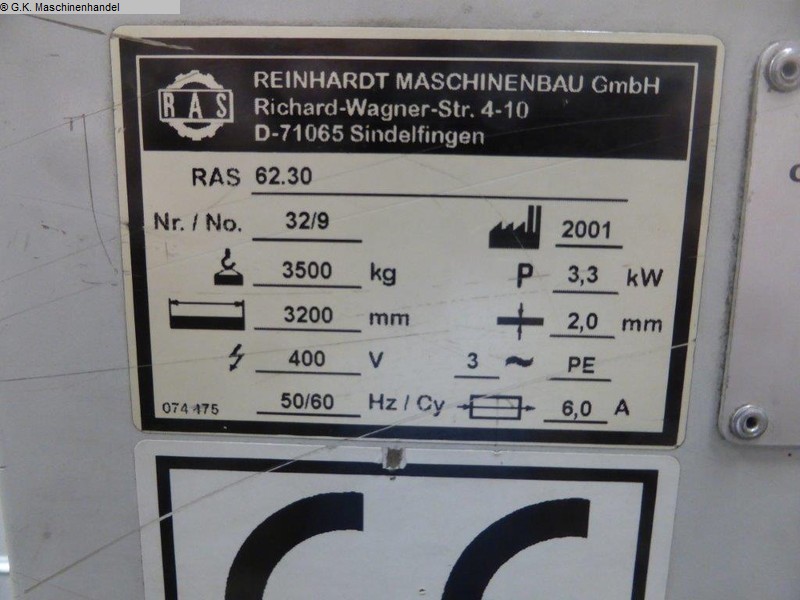 © G.K. Maschinenhandel
RAS
REINHARDT MASCHINENBAU GmbH
Richard-Wagner-Str. 4-10
D-71065 Sindelfingen
RAS 62.30
Nr. / No. 32/9 2001
3500 kg P 3,3 kW
3200 mm 2,0 mm
400 V 3 ~ PE
074 475 50/60 Hz / Cy 6,0 A
CE